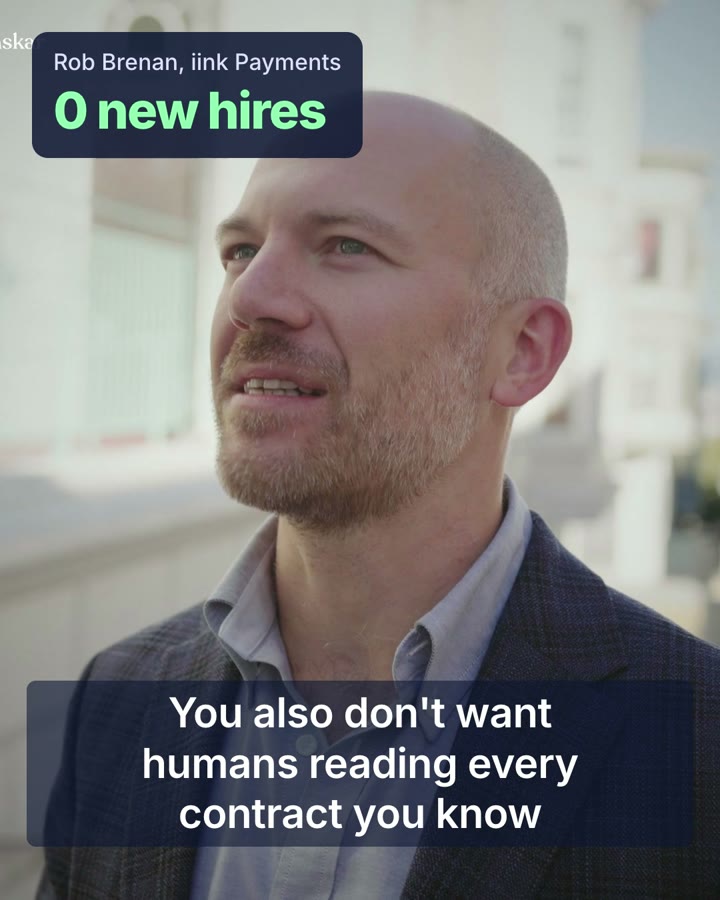 Rob Brenan, iink Payments
0 new hires
You also don't want
humans reading every
contract you know